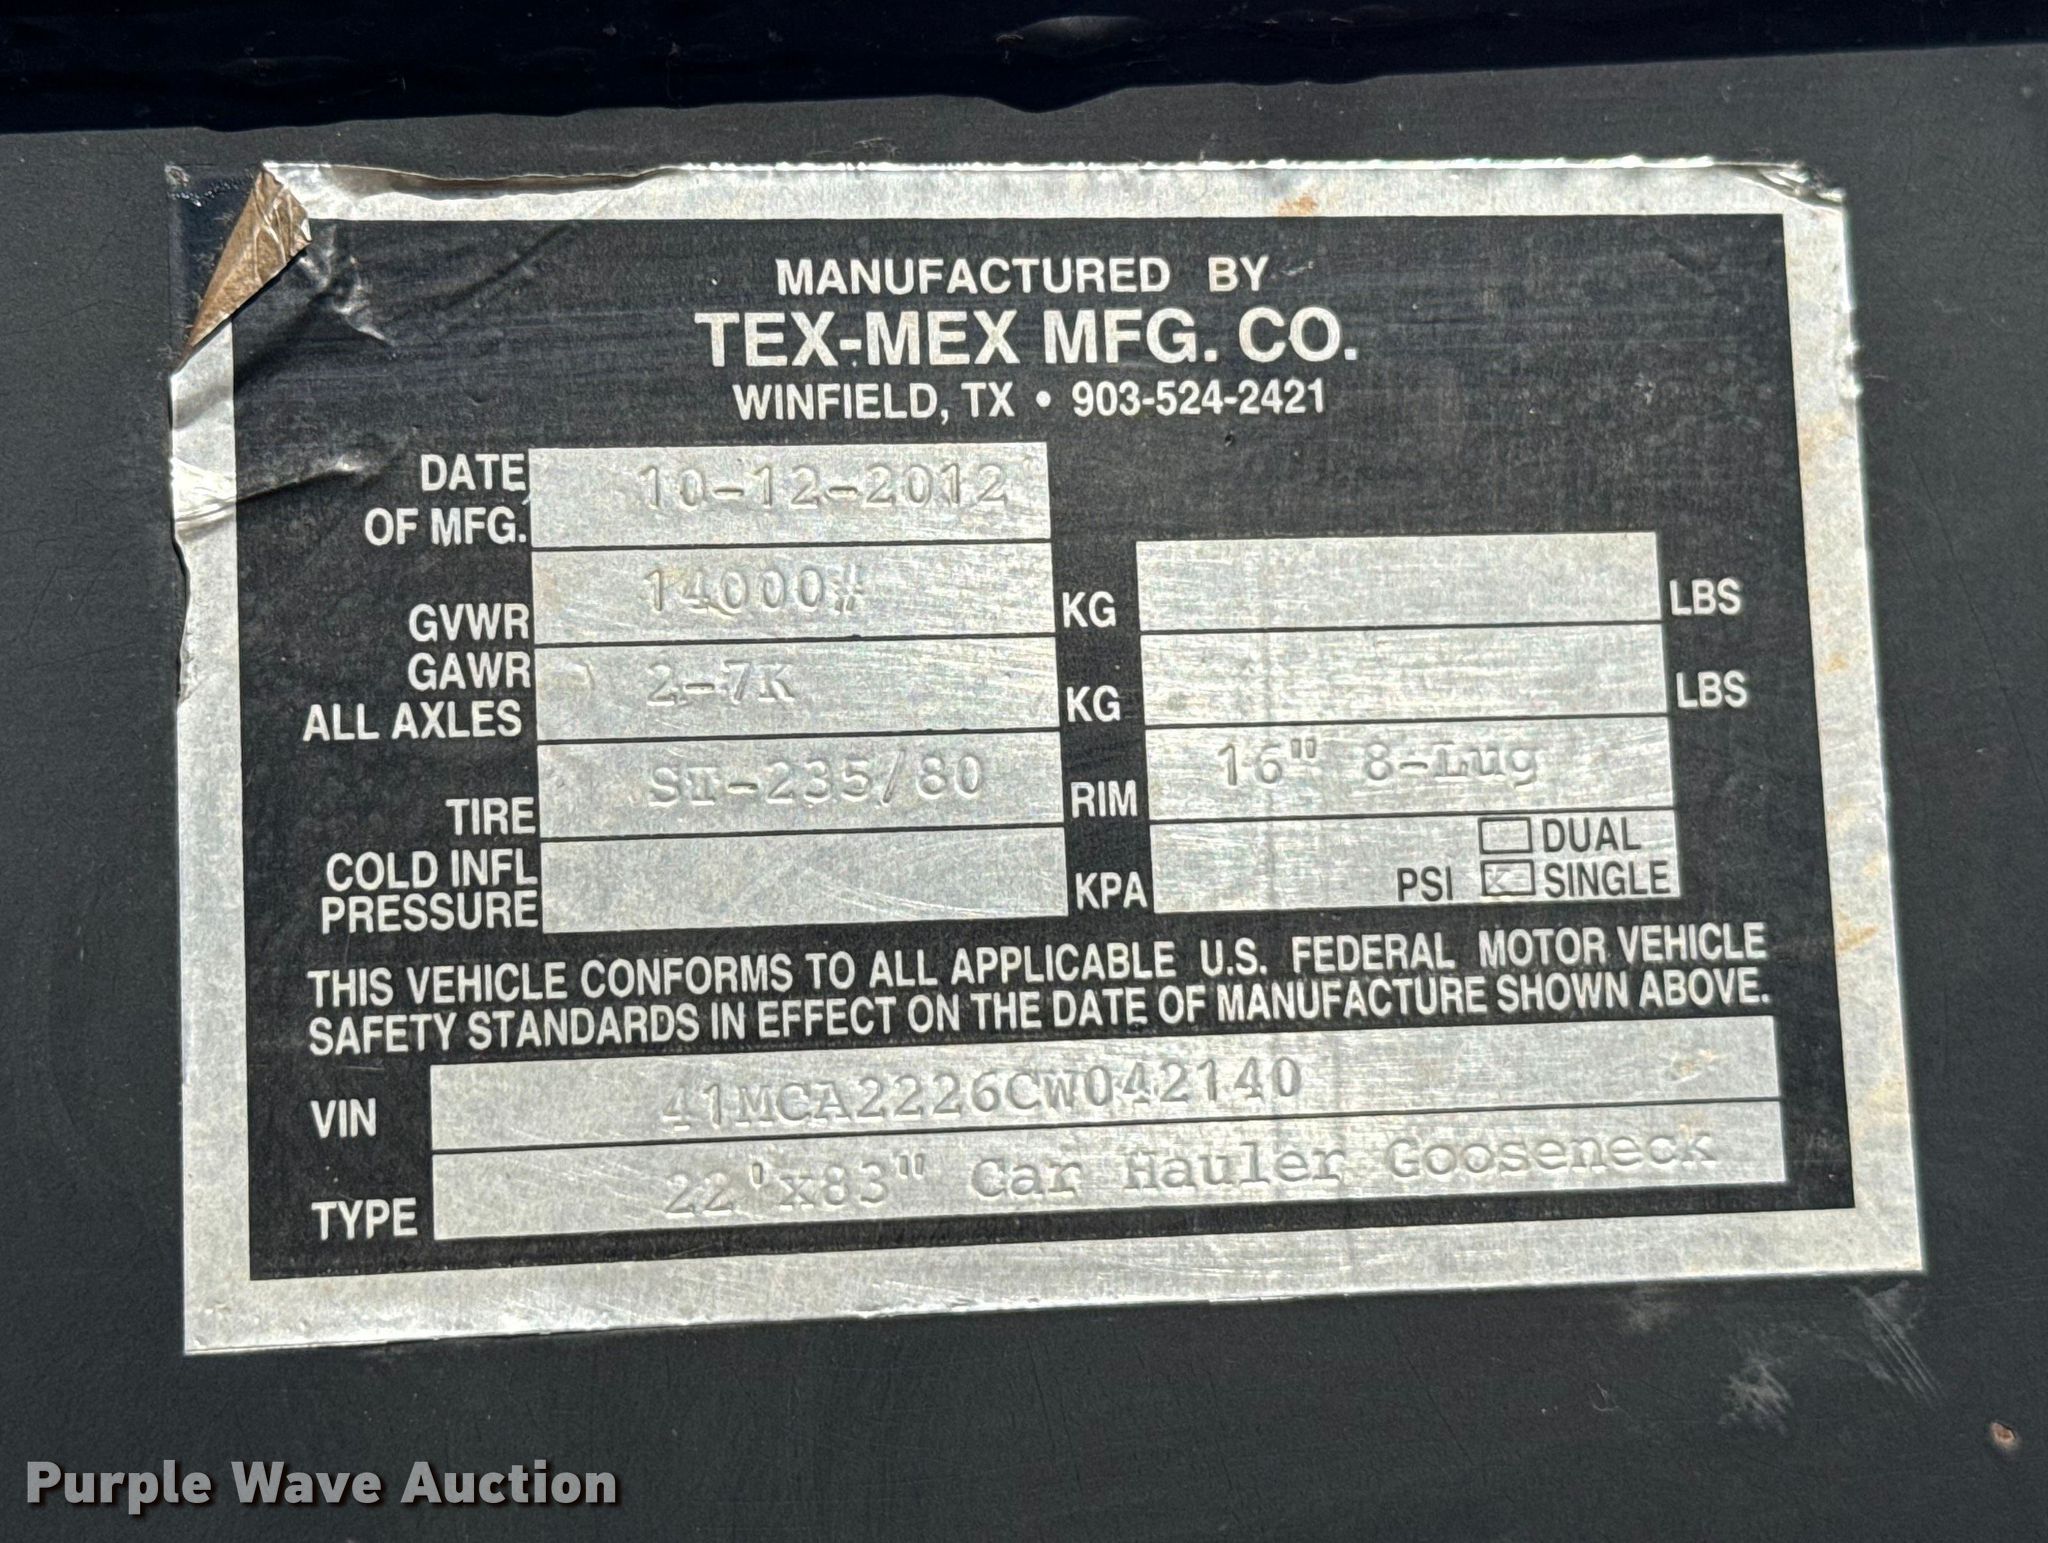 MANUFACTURED BY
TEX-MEX MFG. CO.
WINFIELD, TX • 903-524-2421
DATE OF MFG. 10-12-2012
GVWR 14000# KG LBS
GAWR ALL AXLES 2-7K KG LBS
TIRE ST-235/80 RIM 16" 8-Lug
COLD INFL PRESSURE KPA PSI DUAL
X SINGLE
THIS VEHICLE CONFORMS TO ALL APPLICABLE U.S. FEDERAL MOTOR VEHICLE
SAFETY STANDARDS IN EFFECT ON THE DATE OF MANUFACTURE SHOWN ABOVE.
VIN 41MCA2226CW042140
TYPE 22'x83" Car Hauler Gooseneck
Purple Wave Auction